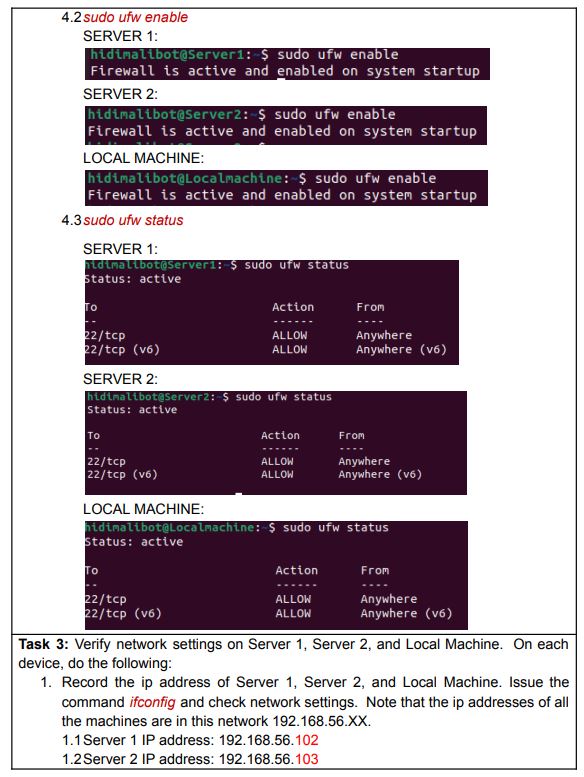 4.2 sudo ufw enable
SERVER 1:
hidimalibot@Server1:~$ sudo ufw enable
Firewall is active and enabled on system startup
SERVER 2:
hidimalibot@Server2:~$ sudo ufw enable
Firewall is active and enabled on system startup
LOCAL MACHINE:
hidimalibot@Localmachine:~$ sudo ufw enable
Firewall is active and enabled on system startup
4.3 sudo ufw status
SERVER 1:
hidimalibot@Server1:~$ sudo ufw status
Status: active
To Action From
-- ------ ----
22/tcp ALLOW Anywhere
22/tcp (v6) ALLOW Anywhere (v6)
SERVER 2:
hidimalibot@Server2:~$ sudo ufw status
Status: active
To Action From
-- ------ ----
22/tcp ALLOW Anywhere
22/tcp (v6) ALLOW Anywhere (v6)
LOCAL MACHINE:
hidimalibot@Localmachine:~$ sudo ufw status
Status: active
To Action From
-- ------ ----
22/tcp ALLOW Anywhere
22/tcp (v6) ALLOW Anywhere (v6)
Task 3: Verify network settings on Server 1, Server 2, and Local Machine. On each
device, do the following:
1. Record the ip address of Server 1, Server 2, and Local Machine. Issue the
command ifconfig and check network settings. Note that the ip addresses of all
the machines are in this network 192.168.56.XX.
1.1 Server 1 IP address: 192.168.56.102
1.2 Server 2 IP address: 192.168.56.103